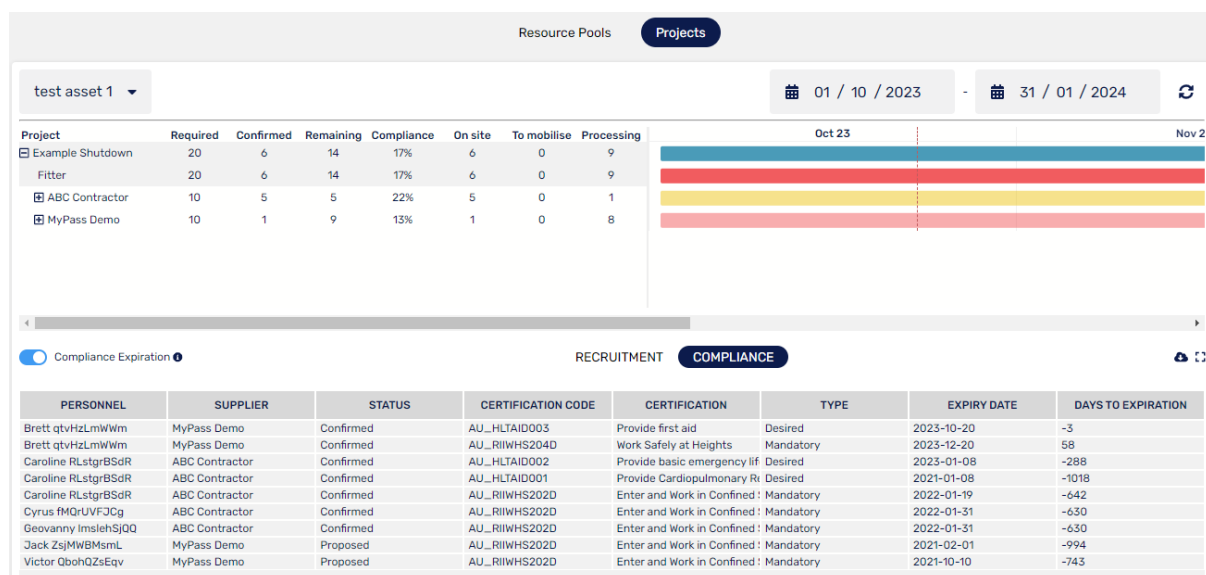 Resource Pools Projects
test asset 1 01 / 10 / 2023 - 31 / 01 / 2024
Project Required Confirmed Remaining Compliance On site To mobilise Processing Oct 23 Nov 2
Example Shutdown 20 6 14 17% 6 0 9
Fitter 20 6 14 17% 6 0 9
ABC Contractor 10 5 5 22% 5 0 1
MyPass Demo 10 1 9 13% 1 0 8
Compliance Expiration RECRUITMENT COMPLIANCE
PERSONNEL SUPPLIER STATUS CERTIFICATION CODE CERTIFICATION TYPE EXPIRY DATE DAYS TO EXPIRATION
Brett qtvHzLmWWm MyPass Demo Confirmed AU_HLTAID003 Provide first aid Desired 2023-10-20 -3
Brett qtvHzLmWWm MyPass Demo Confirmed AU_RIIWHS204D Work Safely at Heights Mandatory 2023-12-20 58
Caroline RLstgrBSdR ABC Contractor Confirmed AU_HLTAID002 Provide basic emergency lif Desired 2023-01-08 -288
Caroline RLstgrBSdR ABC Contractor Confirmed AU_HLTAID001 Provide Cardiopulmonary Re Desired 2021-01-08 -1018
Caroline RLstgrBSdR ABC Contractor Confirmed AU_RIIWHS202D Enter and Work in Confined Mandatory 2022-01-19 -642
Cyrus fMQrUVFJCg ABC Contractor Confirmed AU_RIIWHS202D Enter and Work in Confined Mandatory 2022-01-31 -630
Geovanny ImslehSjQQ ABC Contractor Confirmed AU_RIIWHS202D Enter and Work in Confined Mandatory 2022-01-31 -630
Jack ZsjMWBMsmL MyPass Demo Proposed AU_RIIWHS202D Enter and Work in Confined Mandatory 2021-02-01 -994
Victor QbohQZsEqv MyPass Demo Proposed AU_RIIWHS202D Enter and Work in Confined Mandatory 2021-10-10 -743